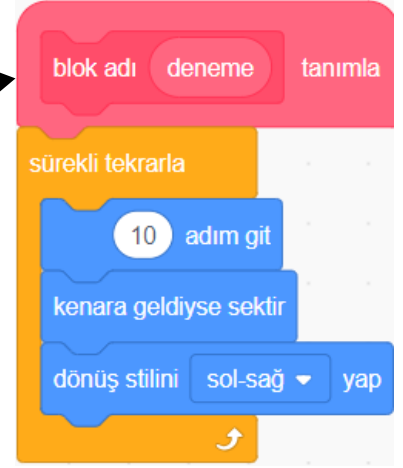 blok adı deneme tanımla
sürekli tekrarla
10 adım git
kenara geldiyse sektir
dönüş stilini sol-sağ yap